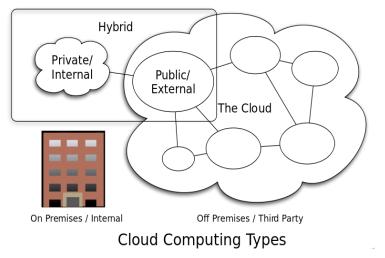 Hybrid
Private/
Internal
Public/
External
The Cloud
On Premises / Internal
Off Premises / Third Party
Cloud Computing Types